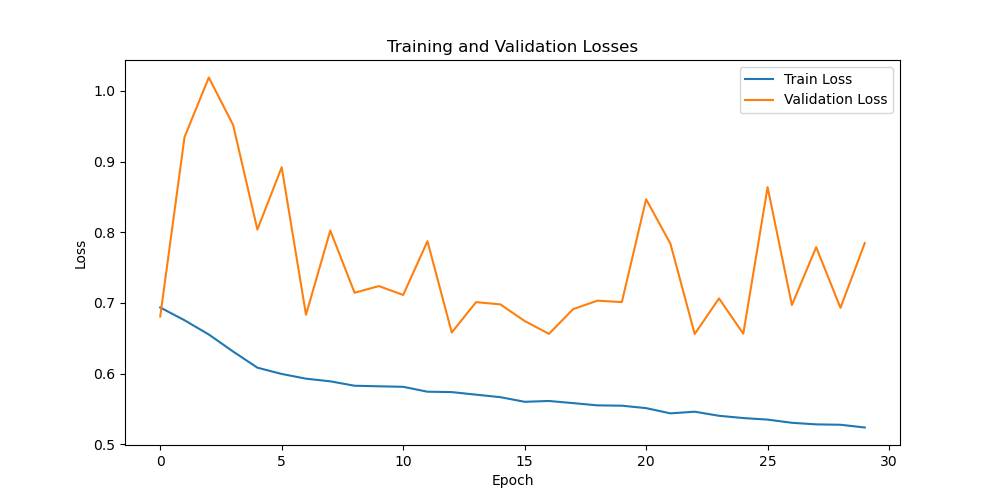 Training and Validation Losses
Train Loss
Validation Loss
1.0
0.9
0.8
0.7
0.6
0.5
Loss
0 5 10 15 20 25 30
Epoch